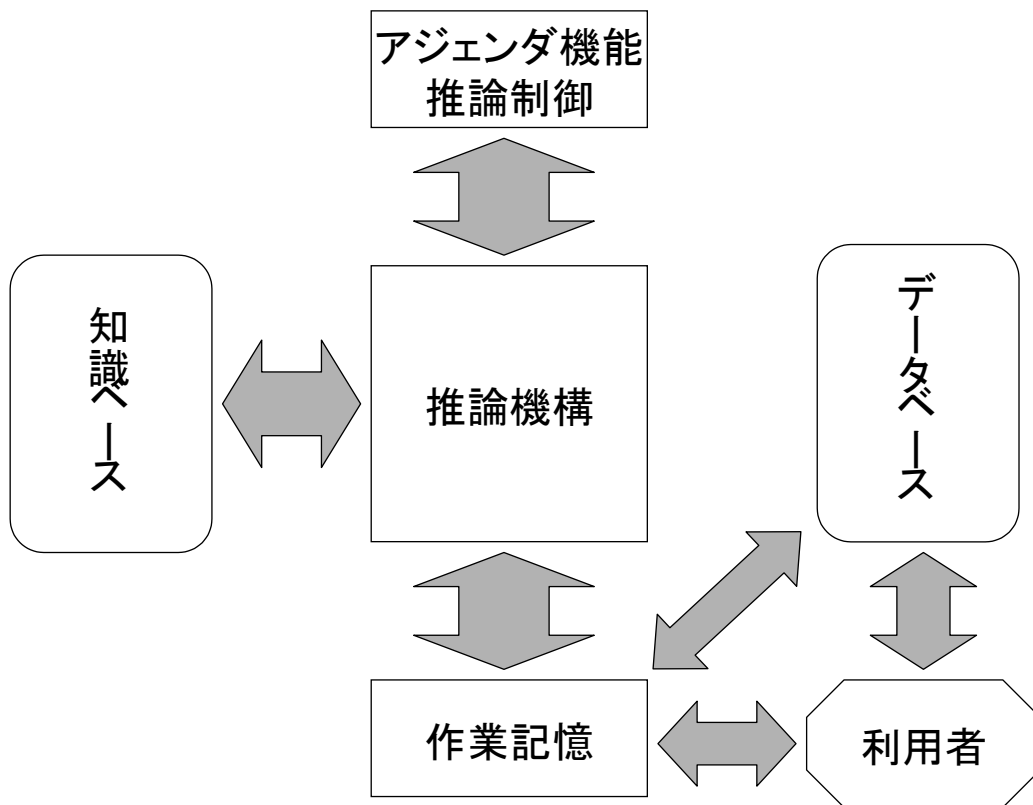 アジェンダ機能
推論制御
知識ベース
推論機構
データベース
作業記憶
利用者